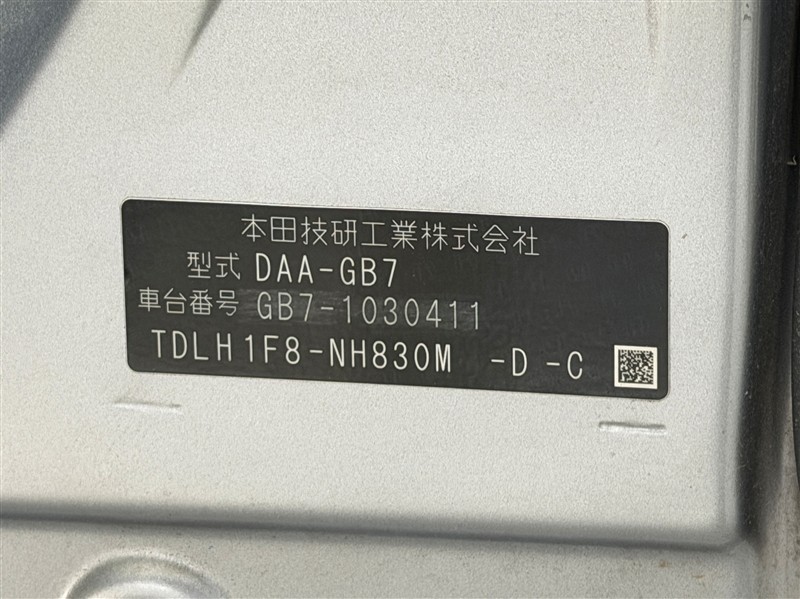 本田技研工業株式会社
型式 DAA-GB7
車台番号 GB7-1030411
TDLH1F8-NH830M -D -C